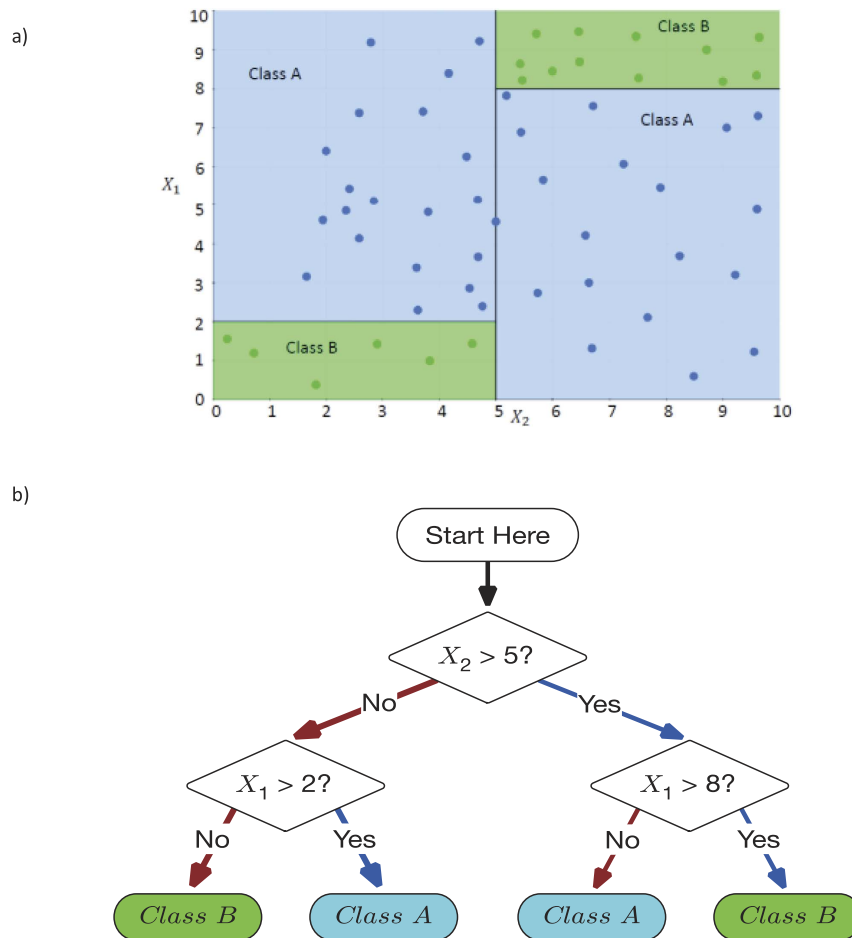 a)
10
9
8
7
6
5
4
3
2
1
0
X₁
Class A
Class B
Class A
Class B
0 1 2 3 4 5 6 7 8 9 10
X₂
b)
Start Here
X₂ > 5?
No
Yes
X₁ > 2?
X₁ > 8?
No
Yes
No
Yes
Class B
Class A
Class A
Class B